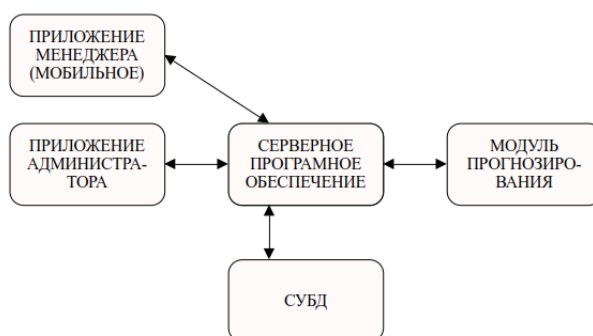 ПРИЛОЖЕНИЕ
МЕНЕДЖЕРА
(МОБИЛЬНОЕ)
ПРИЛОЖЕНИЕ
АДМИНИСТРА-
ТОРА
СЕРВЕРНОЕ
ПРОГРАМНОЕ
ОБЕСПЕЧЕНИЕ
МОДУЛЬ
ПРОГНОЗИРО-
ВАНИЯ
СУБД